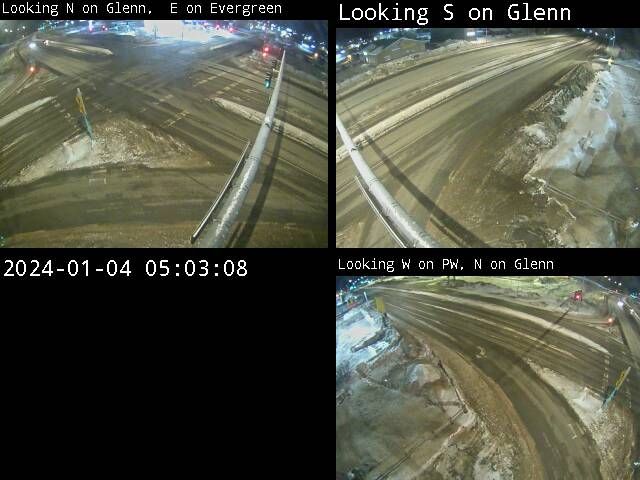 Looking N on Glenn,  E on Evergreen
Looking S on Glenn
2024-01-04 05:03:08
Looking W on PW, N on Glenn